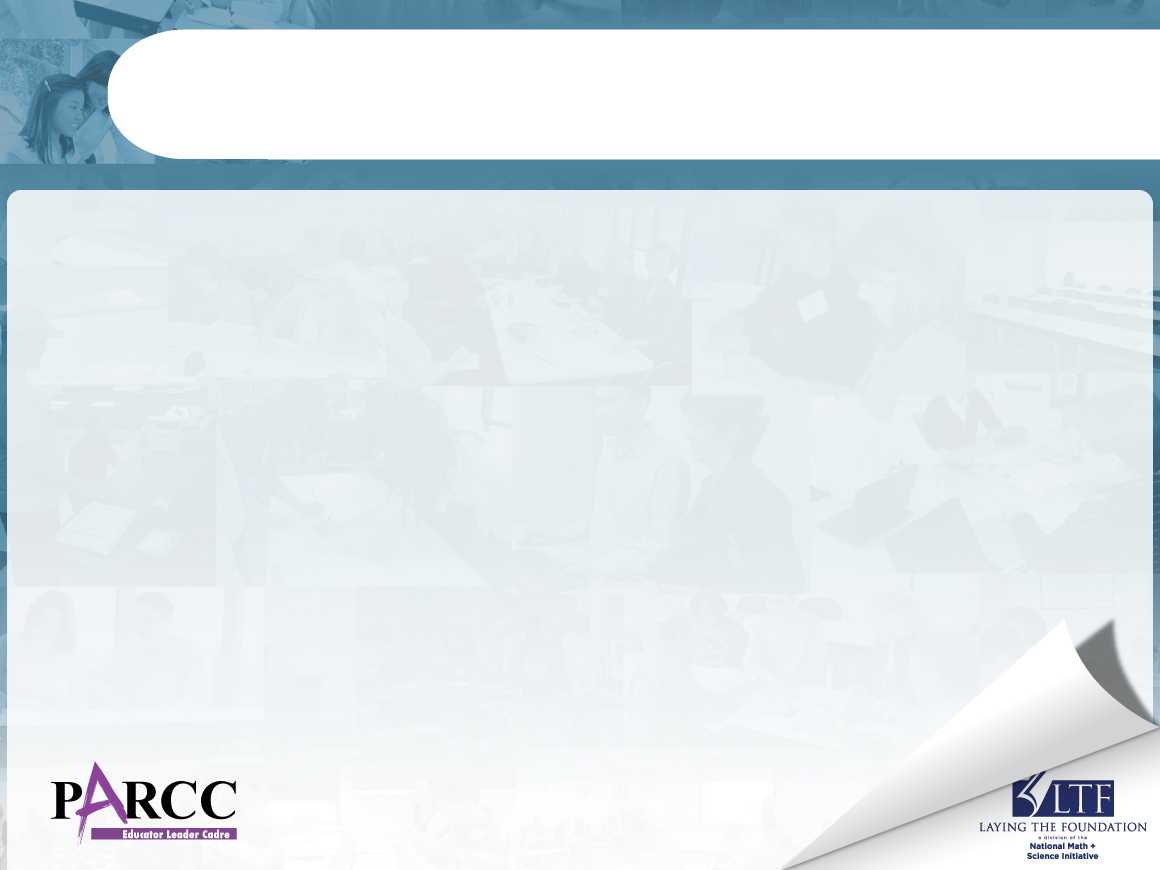 PARCC
Educator Leader Cadre
LTF
LAYING THE FOUNDATION
a division of the
National Math +
Science Initiative